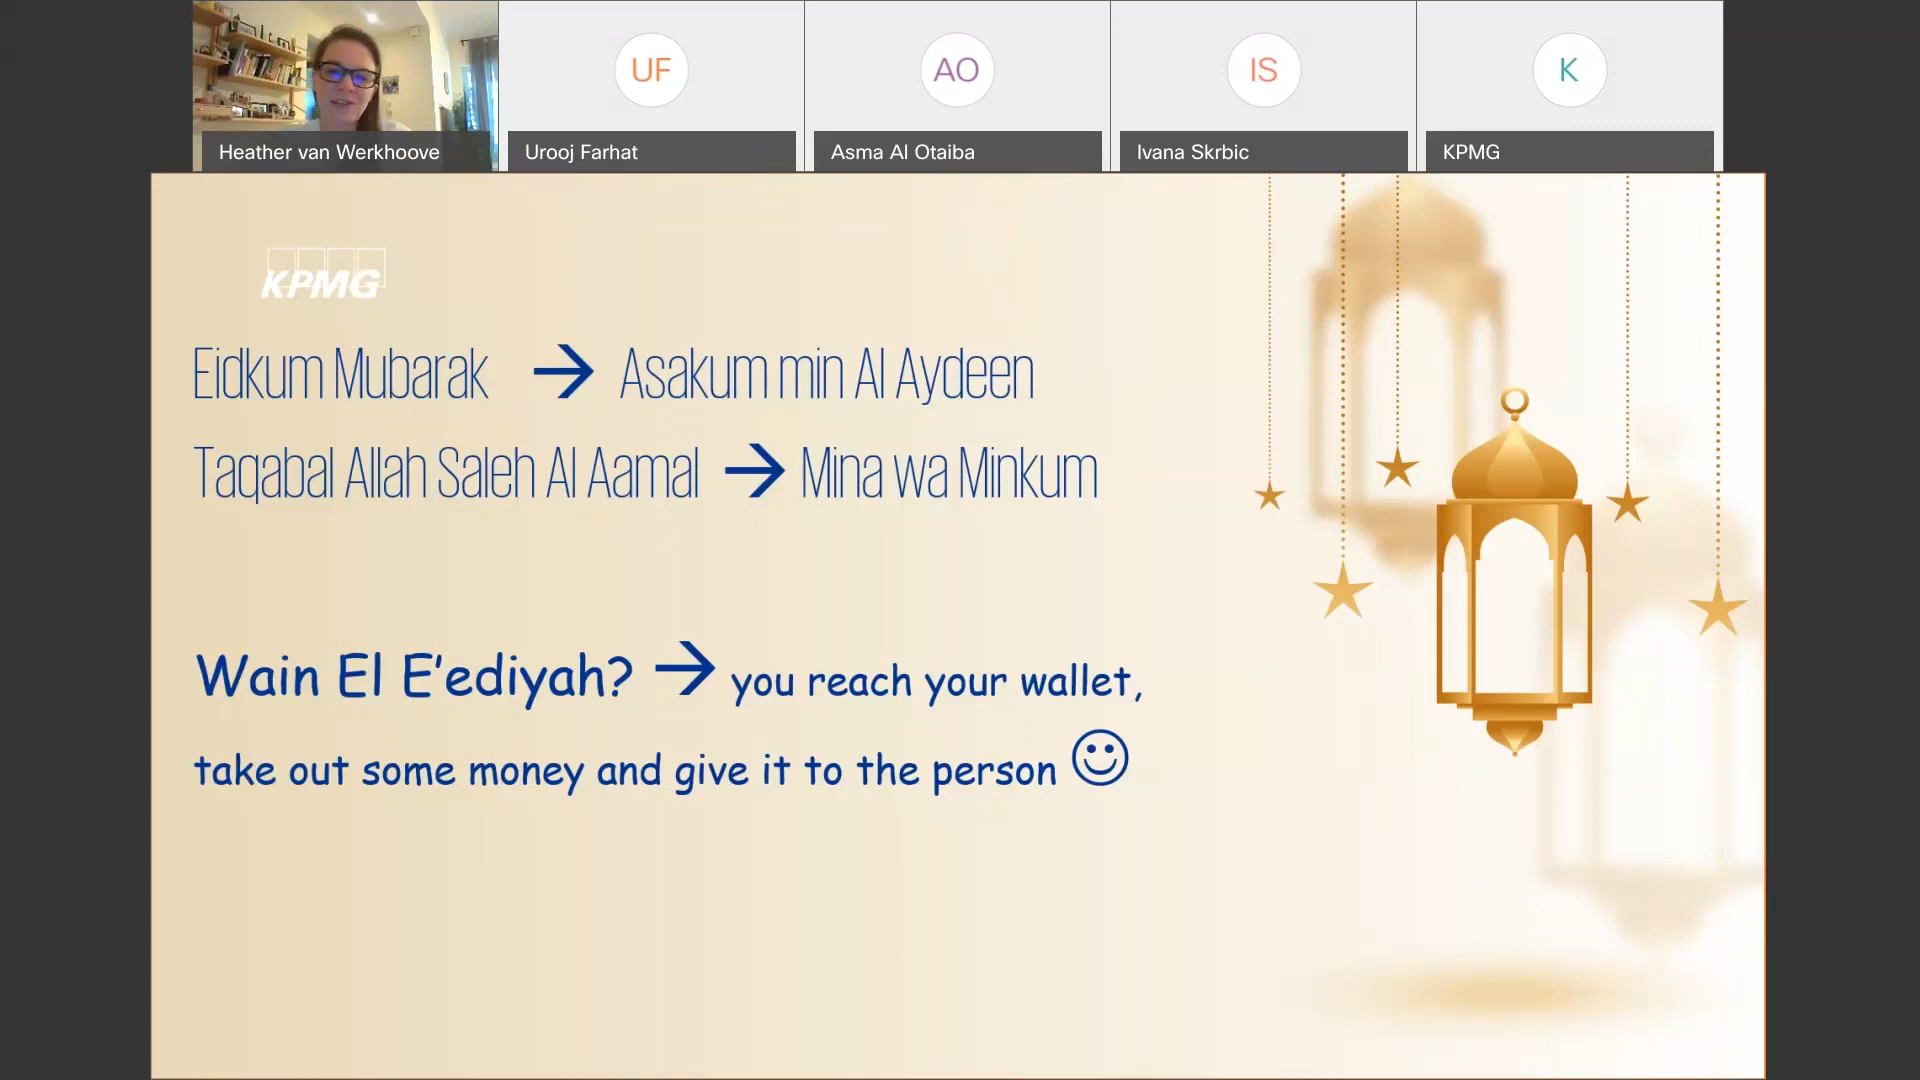 UF
AO
IS
K
Heather van Werkhoove
Urooj Farhat
Asma Al Otaiba
Ivana Skrbic
KPMG
KPMG
Eidkum Mubarak → Asakum min Al Aydeen
Taqabal Allah Saleh Al Aamal → Mina wa Minkum
Wain El E’ediyah? → you reach your wallet,
take out some money and give it to the person ☺